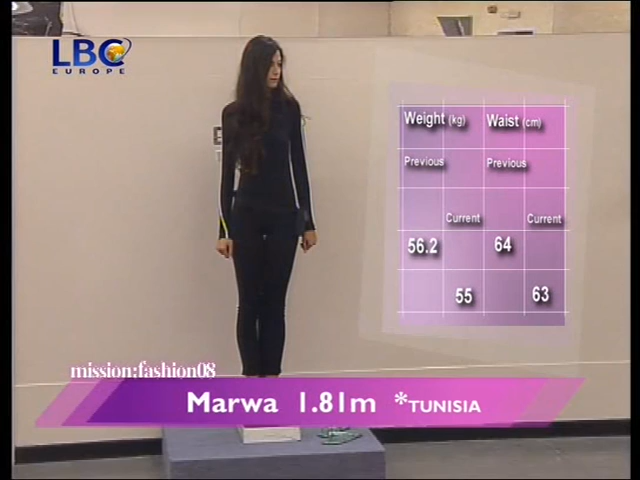 LBC
EUROPE
Weight (kg) Waist (cm)
Previous Previous
Current Current
56.2 64
55 63
mission:fashion08
Marwa 1.81m *TUNISIA